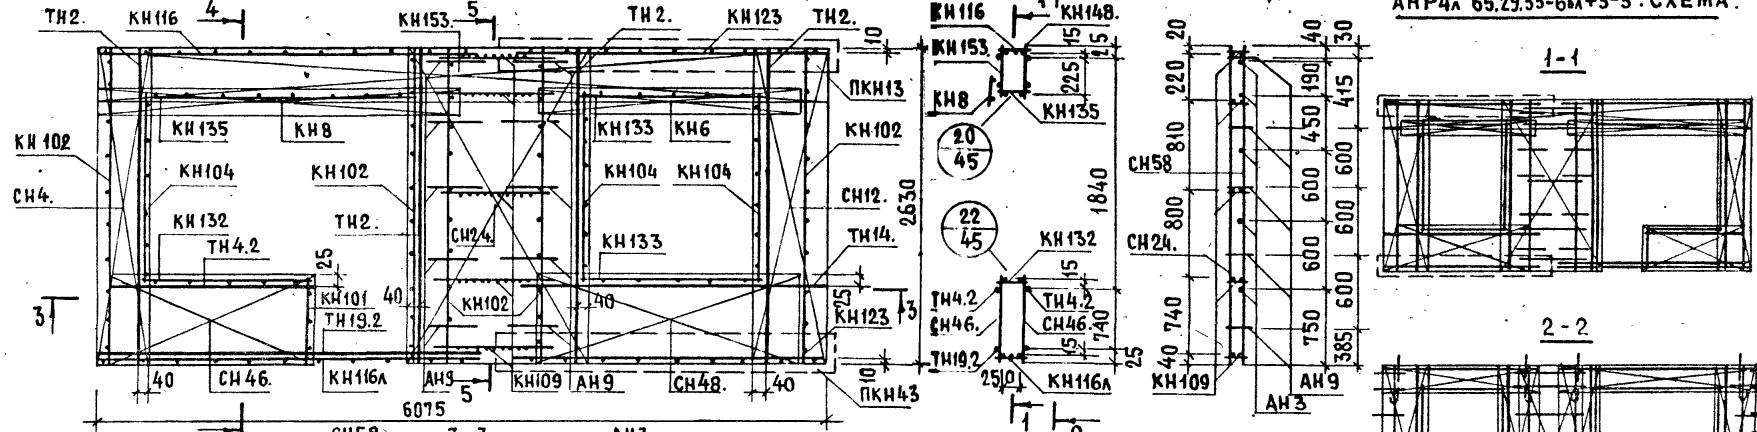 ТН2.
КН116
4
КН153.
5
ТН2.
КН123
ТН2.
10
ПКН13
КН135
КН8
КН133
КН6
КН102
КН102
СН4.
КН104
КН102
КН104
КН104
СН12.
КН132
ТН4.2
ТН2.
СН24.
КН133
ТН14.
25
КН101
40
КН102
40
25
3
3
ТН19.2
КН123
40
СН46.
КН116Л
АН9
5
КН109
АН9
СН48.
40
10
ПКН43
6075
2630
КН116
КН148.
КН153
15
25
225
КН8
КН135
20
45
22
45
1840
КН132
15
ТН4.2
ТН4.2
СН46.
СН46.
740
ТН19.2
15
25
КН116Л
1
20
220
810
800
740
40
СН58
СН24.
КН109
АН9
АН3
40
190
450
600
600
600
750
30
415
600
600
600
385
СХЕМА.
1-1
2-2